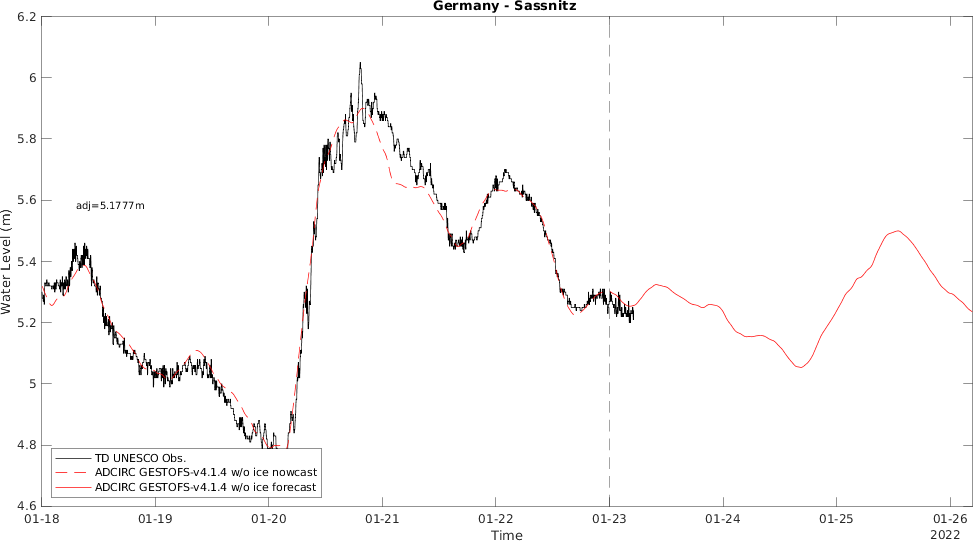 Germany - Sassnitz
6.2
6
5.8
5.6
5.4
5.2
5
4.8
4.6
Water Level (m)
adj=5.1777m
TD UNESCO Obs.
ADCIRC GESTOFS-v4.1.4 w/o ice nowcast
ADCIRC GESTOFS-v4.1.4 w/o ice forecast
01-18 01-19 01-20 01-21 01-22 01-23 01-24 01-25 01-26
Time 2022